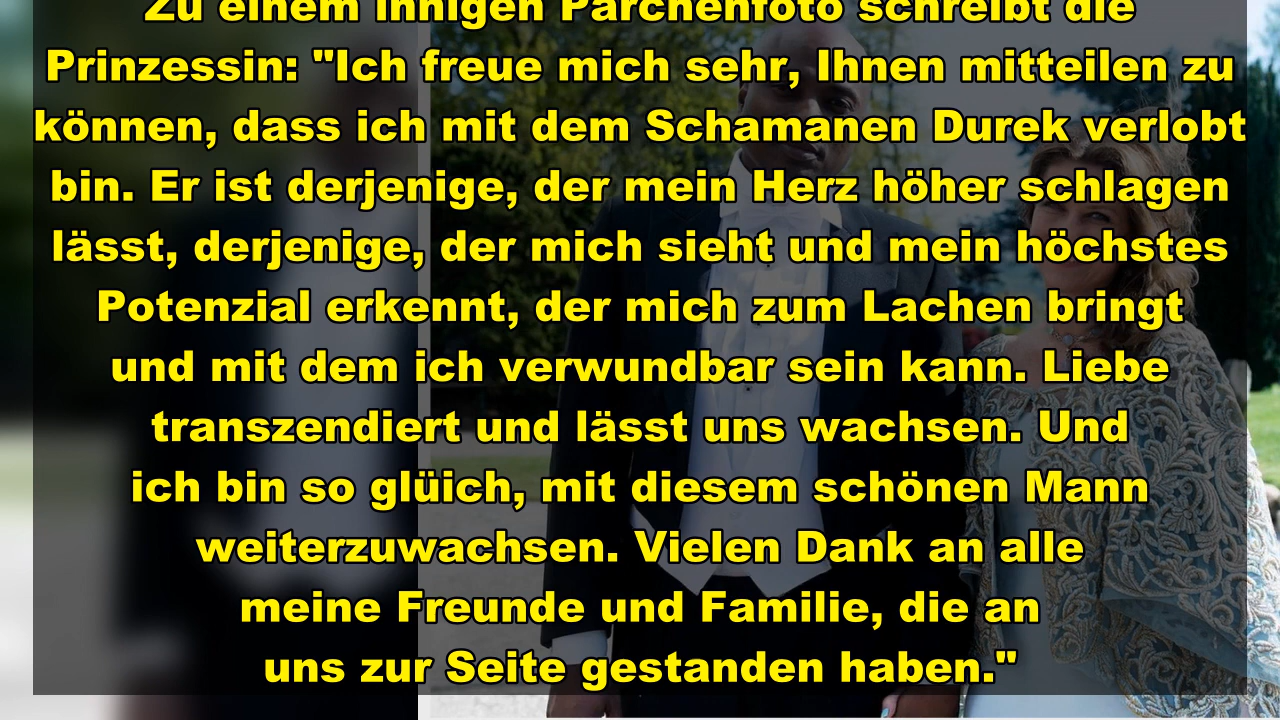 Zu einem innigen Pärchenfoto schreibt die
Prinzessin: "Ich freue mich sehr, Ihnen mitteilen zu
können, dass ich mit dem Schamanen Durek verlobt
bin. Er ist derjenige, der mein Herz höher schlagen
lässt, derjenige, der mich sieht und mein höchstes
Potenzial erkennt, der mich zum Lachen bringt
und mit dem ich verwundbar sein kann. Liebe
transzendiert und lässt uns wachsen. Und
ich bin so glüich, mit diesem schönen Mann
weiterzuwachsen. Vielen Dank an alle
meine Freunde und Familie, die an
uns zur Seite gestanden haben."